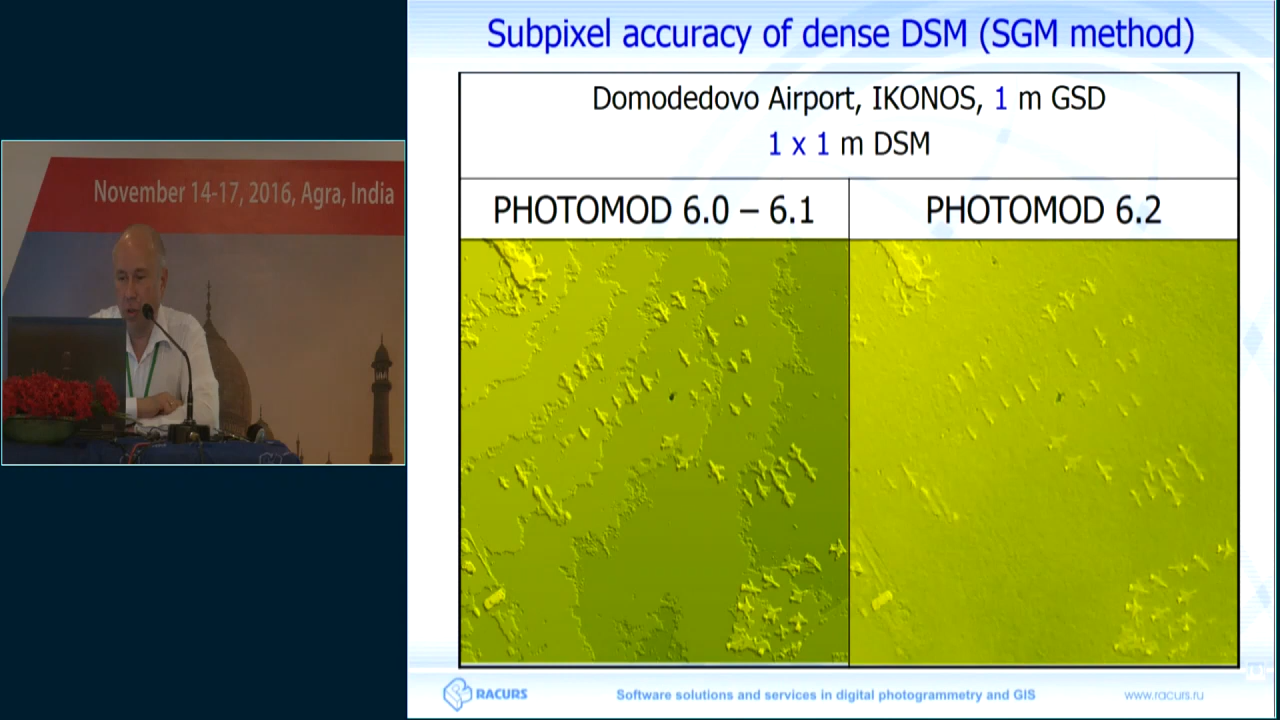 November 14-17, 2016, Agra, India
Subpixel accuracy of dense DSM (SGM method)
Domodedovo Airport, IKONOS, 1 m GSD
1 x 1 m DSM
PHOTOMOD 6.0 – 6.1
PHOTOMOD 6.2
RACURS
Software solutions and services in digital photogrammetry and GIS
www.racurs.ru